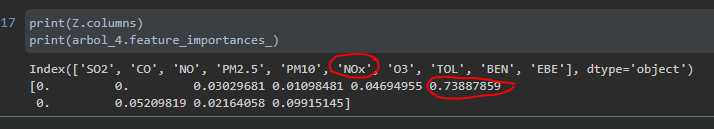 17 print(Z.columns)
print(arbol_4.feature_importances_)
Index(['SO2', 'CO', 'NO', 'PM2.5', 'PM10', 'NOx', 'O3', 'TOL', 'BEN', 'EBE'], dtype='object')
[0. 0. 0.03029681 0.01098481 0.04694955 0.73887859
0. 0.05209819 0.02164058 0.09915145]